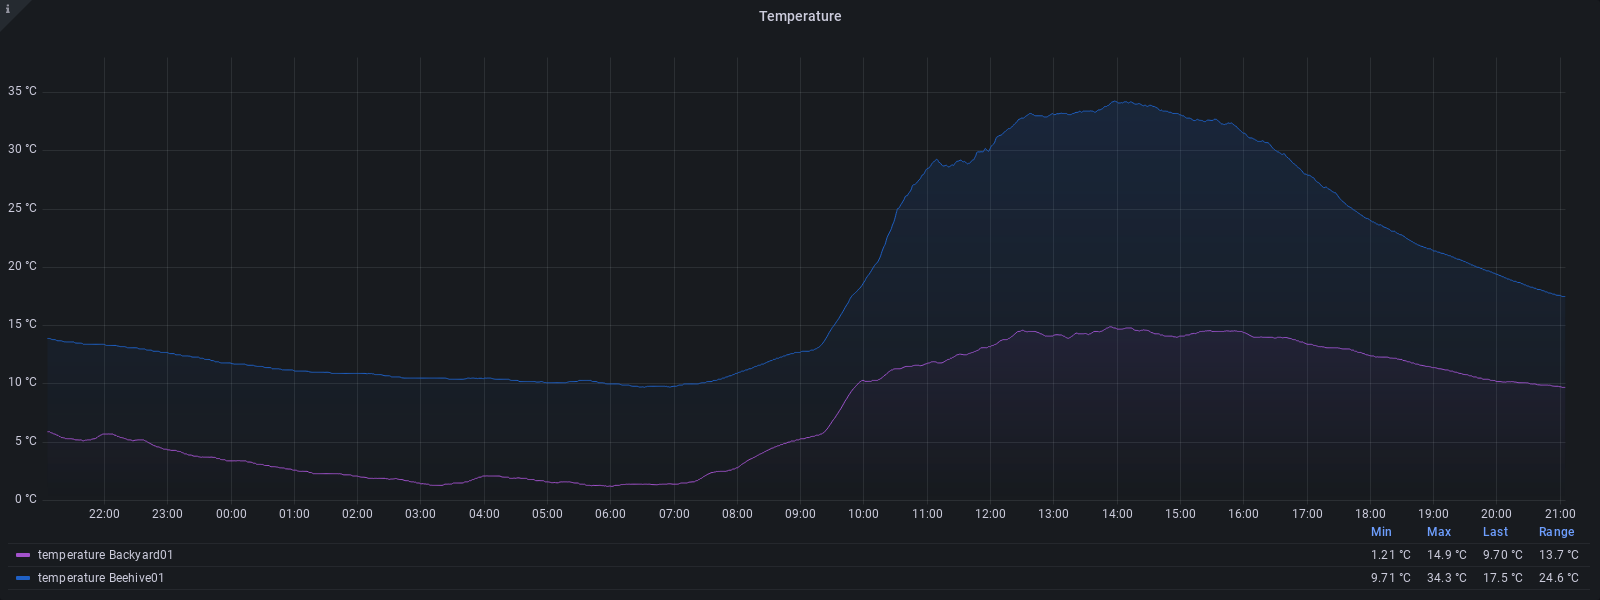 i
Temperature
35 °C
30 °C
25 °C
20 °C
15 °C
10 °C
5 °C
0 °C
22:00 23:00 00:00 01:00 02:00 03:00 04:00 05:00 06:00 07:00 08:00 09:00 10:00 11:00 12:00 13:00 14:00 15:00 16:00 17:00 18:00 19:00 20:00 21:00
Min Max Last Range
temperature Backyard01 1.21 °C 14.9 °C 9.70 °C 13.7 °C
temperature Beehive01 9.71 °C 34.3 °C 17.5 °C 24.6 °C